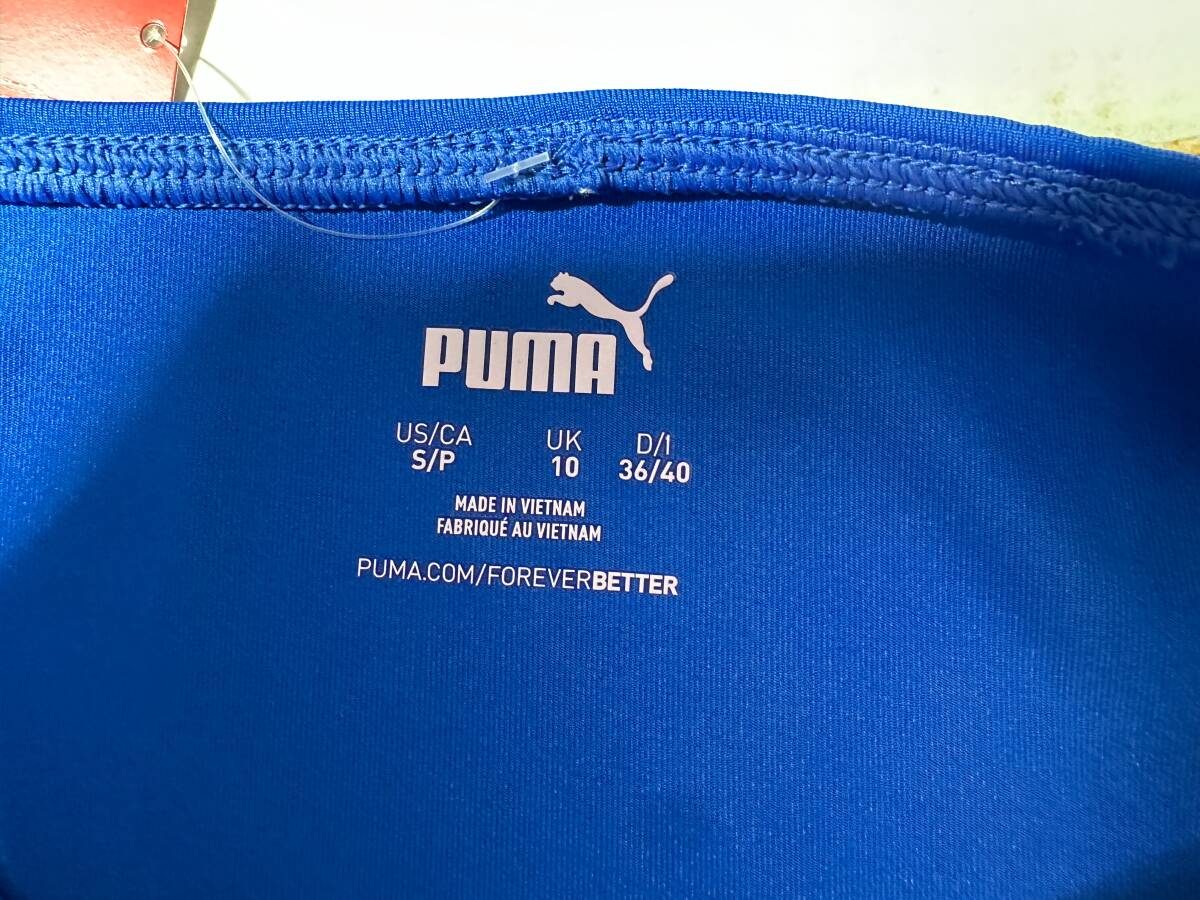 PUMA
US/CA UK D/I
S/P 10 36/40
MADE IN VIETNAM
FABRIQUÉ AU VIETNAM
PUMA.COM/FOREVERBETTER